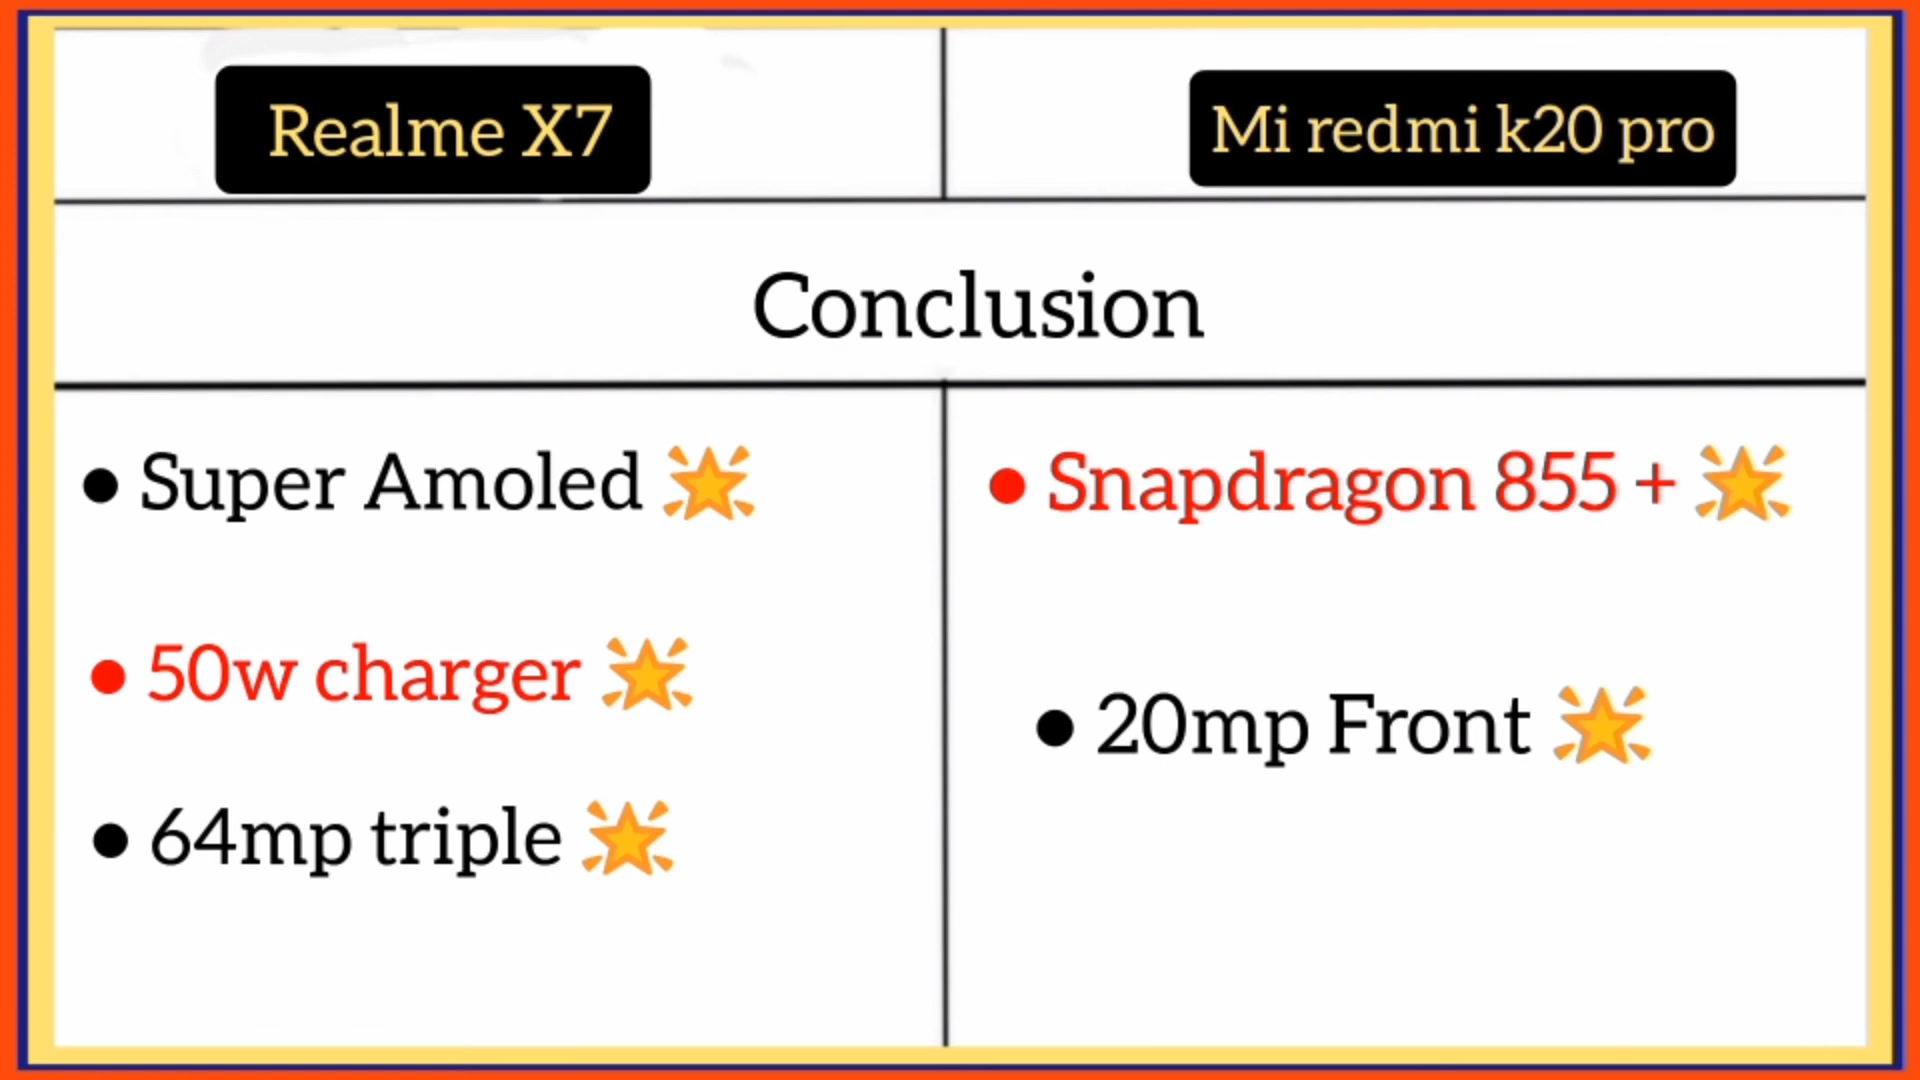 Realme X7
Mi redmi k20 pro
Conclusion
● Super Amoled 🌟
● 50w charger 🌟
● 64mp triple 🌟
● Snapdragon 855 + 🌟
● 20mp Front 🌟